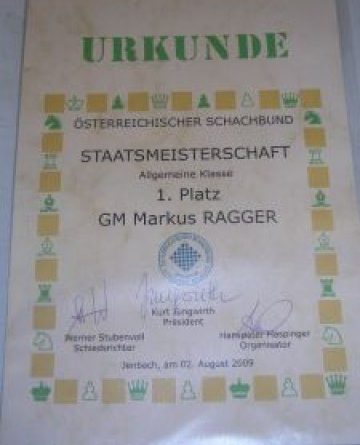 URKUNDE
ÖSTERREICHISCHER SCHACHBUND
STAATSMEISTERSCHAFT
Allgemeine Klasse
1. Platz
GM Markus RAGGER
Kurt Jungwirth
Präsident
Werner Stubenvoll
Schiedsrichter
Organisator
Jenbach, am 02. August 2009